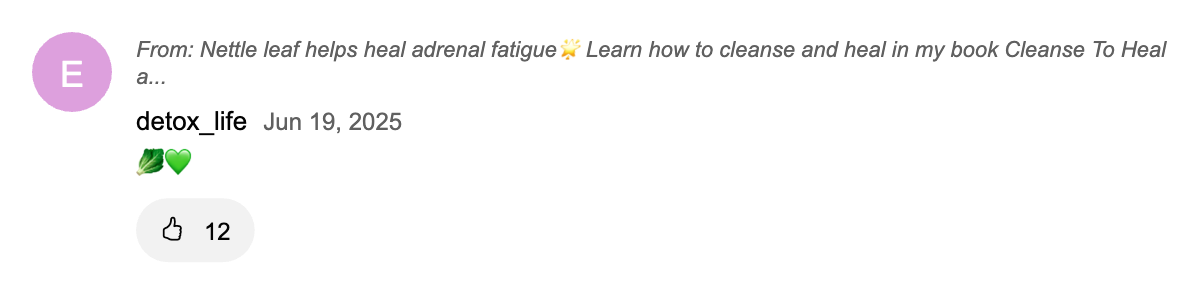 E
From: Nettle leaf helps heal adrenal fatigue🌟 Learn how to cleanse and heal in my book Cleanse To Heal
a...
detox_life Jun 19, 2025
🥬💚
12